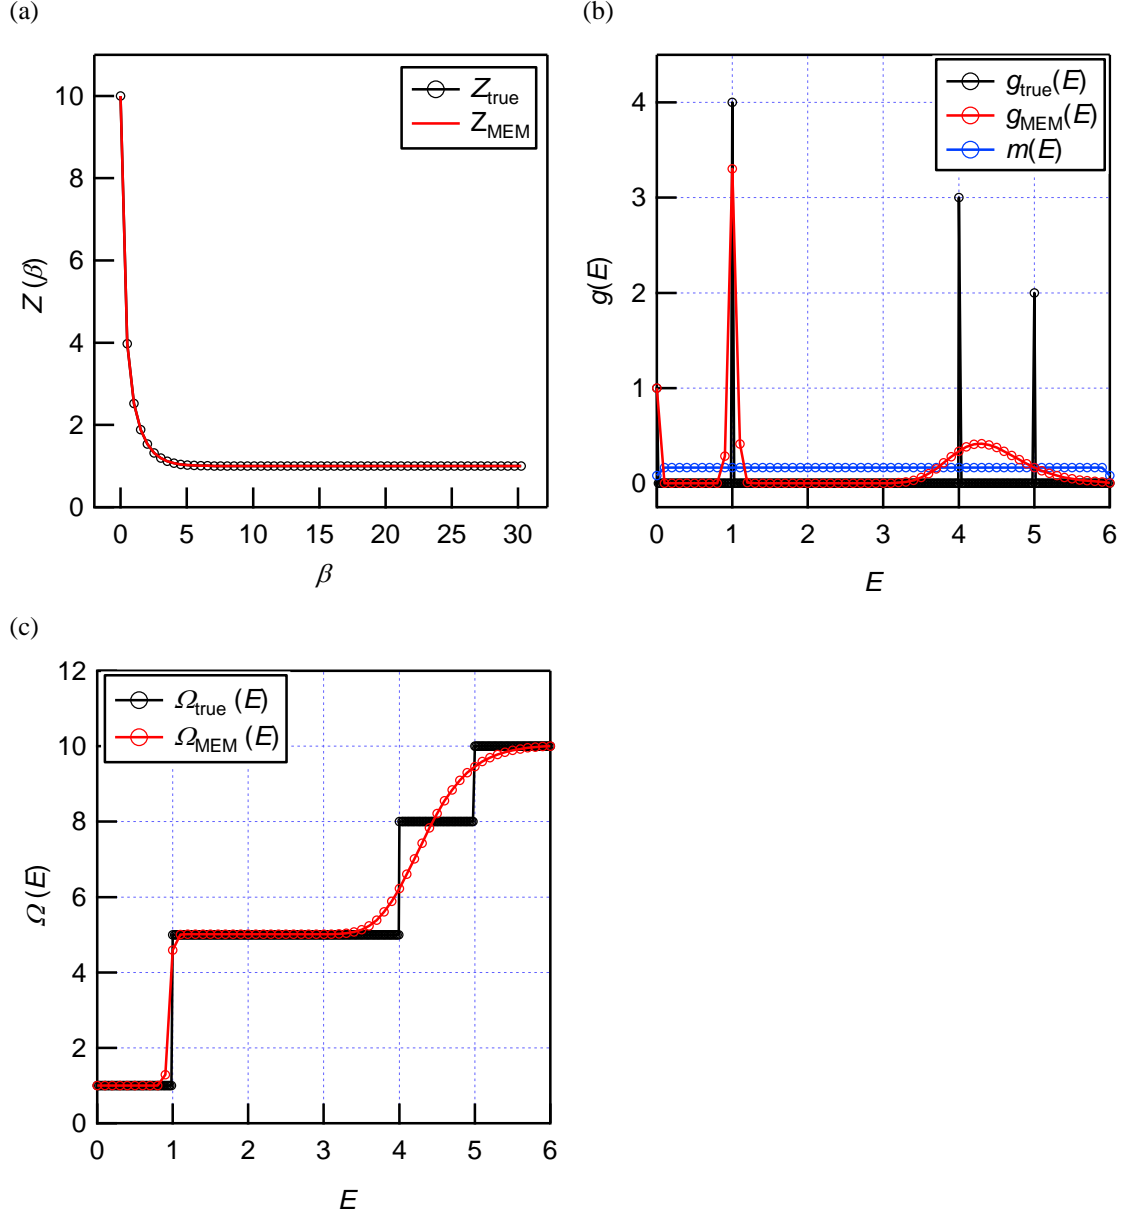 (a)
Z (β)
10
8
6
4
2
0
0 5 10 15 20 25 30
β
Z_true
Z_MEM
(b)
g(E)
4
3
2
1
0
0 1 2 3 4 5 6
E
g_true(E)
g_MEM(E)
m(E)
(c)
Ω (E)
12
10
8
6
4
2
0
0 1 2 3 4 5 6
E
Ω_true (E)
Ω_MEM (E)